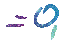 = 0,